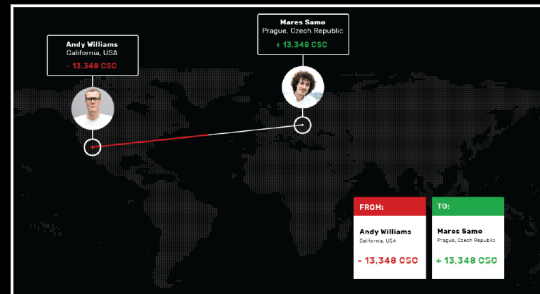 Mares Samo
Prague, Czech Republic
+ 13,348 CSC
Andy Williams
California, USA
- 13,348 CSC
FROM:
Andy Williams
California, USA
- 13,348 CSC
TO:
Mares Samo
Prague, Czech Republic
+ 13,348 CSC